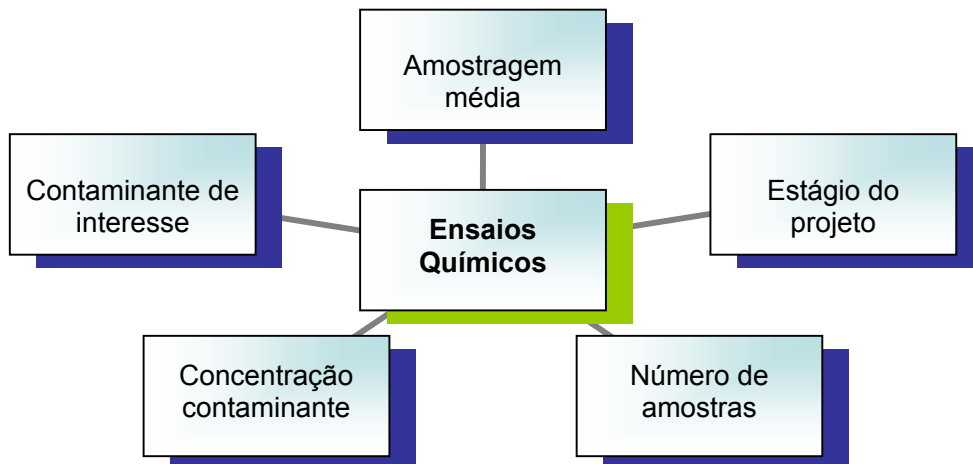 Amostragem
média
Contaminante de
interesse
Estágio do
projeto
Ensaios
Químicos
Concentração
contaminante
Número de
amostras